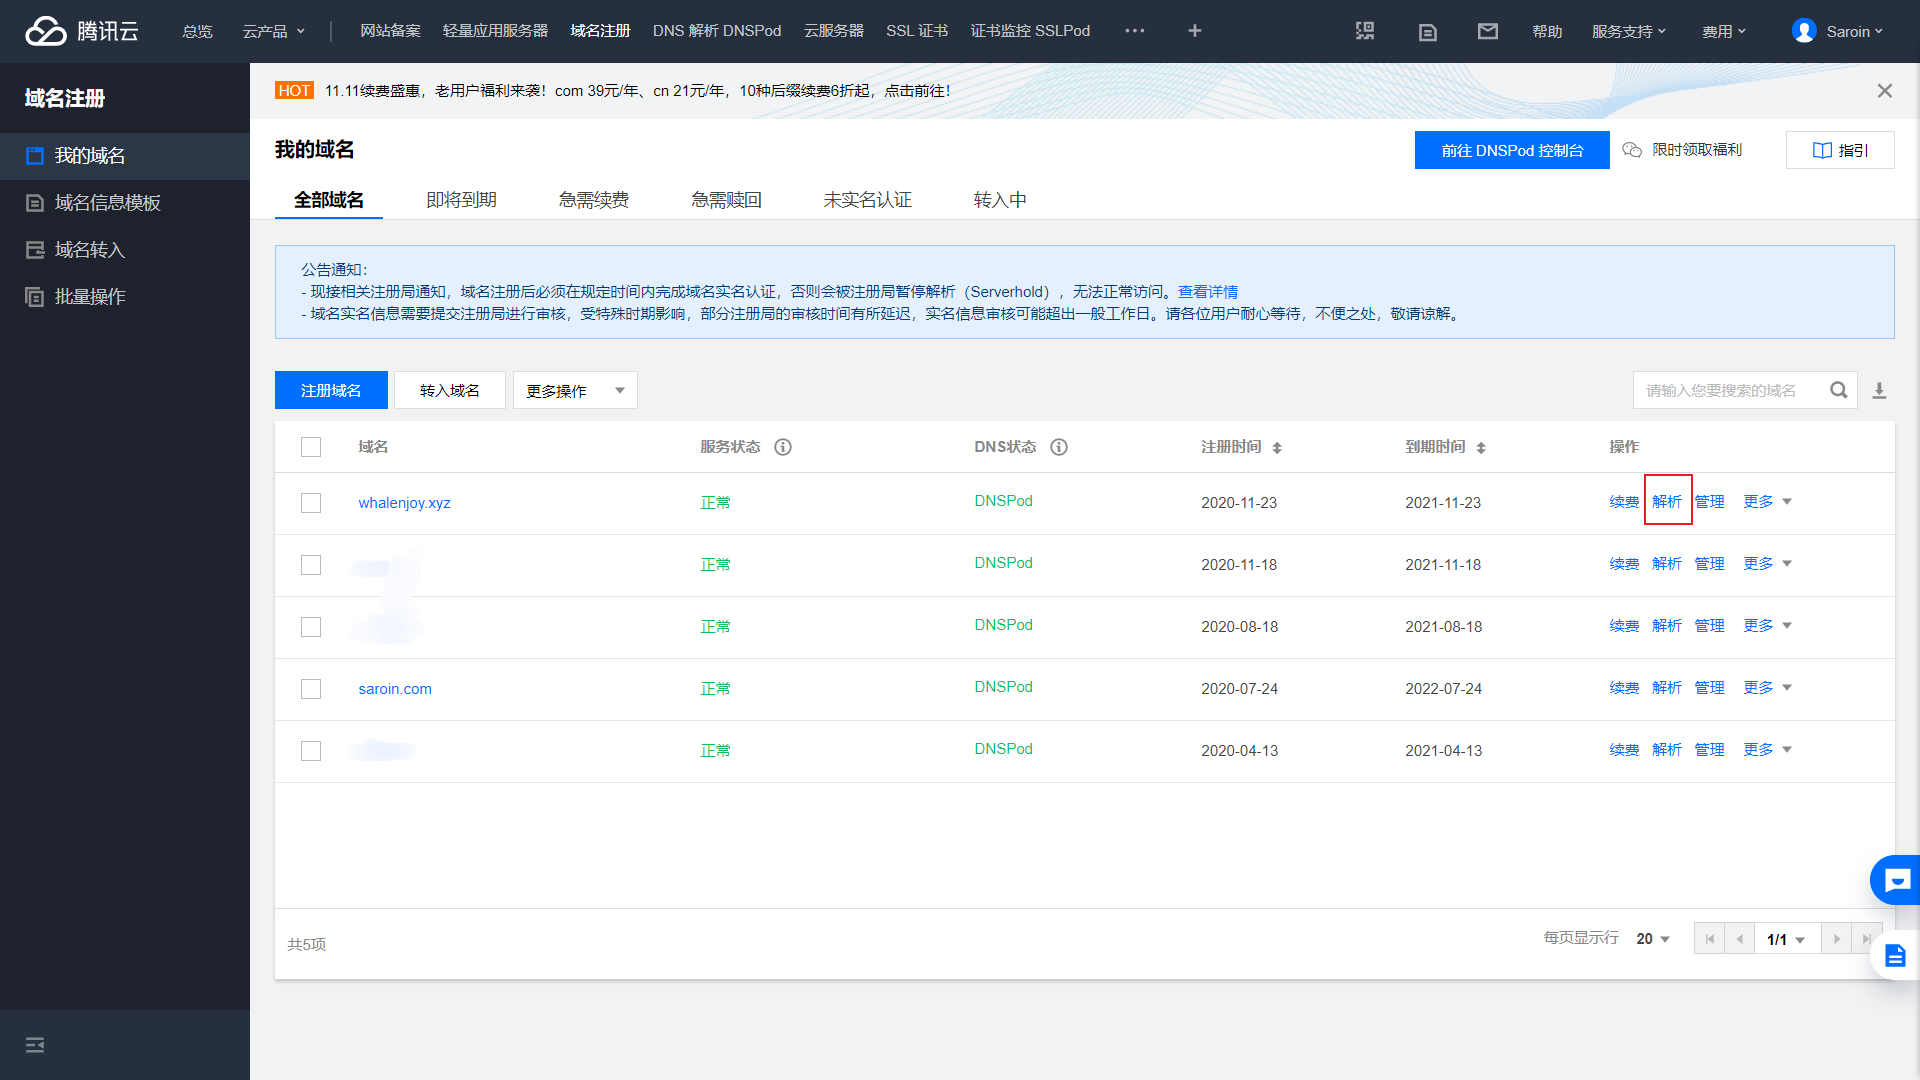 腾讯云
总览 云产品 网站备案 轻量应用服务器 域名注册 DNS 解析 DNSPod 云服务器 SSL 证书 证书监控 SSLPod ··· + 帮助 服务支持 费用 Saroin
域名注册
我的域名
域名信息模板
域名转入
批量操作
HOT 11.11续费盛惠，老用户福利来袭！com 39元/年、cn 21元/年，10种后缀续费6折起，点击前往！
我的域名
前往 DNSPod 控制台 限时领取福利 指引
全部域名 即将到期 急需续费 急需赎回 未实名认证 转入中
公告通知：
- 现接相关注册局通知，域名注册后必须在规定时间内完成域名实名认证，否则会被注册局暂停解析（Serverhold），无法正常访问。查看详情
- 域名实名信息需要提交注册局进行审核，受特殊时期影响，部分注册局的审核时间有所延迟，实名信息审核可能超出一般工作日。请各位用户耐心等待，不便之处，敬请谅解。
注册域名 转入域名 更多操作 请输入您要搜索的域名
域名 服务状态 DNS状态 注册时间 到期时间 操作
whalenjoy.xyz 正常 DNSPod 2020-11-23 2021-11-23 续费 解析 管理 更多
正常 DNSPod 2020-11-18 2021-11-18 续费 解析 管理 更多
正常 DNSPod 2020-08-18 2021-08-18 续费 解析 管理 更多
saroin.com 正常 DNSPod 2020-07-24 2022-07-24 续费 解析 管理 更多
正常 DNSPod 2020-04-13 2021-04-13 续费 解析 管理 更多
共5项 每页显示行 20 1/1